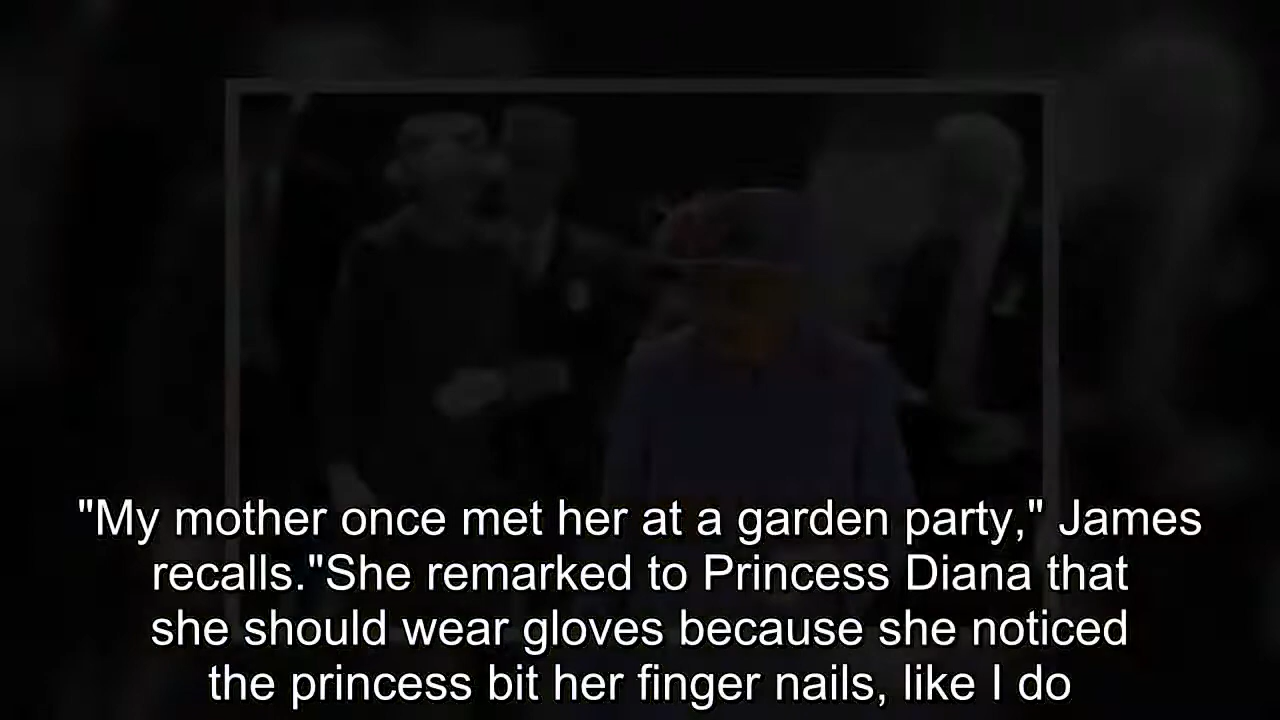 "My mother once met her at a garden party," James
recalls."She remarked to Princess Diana that
she should wear gloves because she noticed
the princess bit her finger nails, like I do